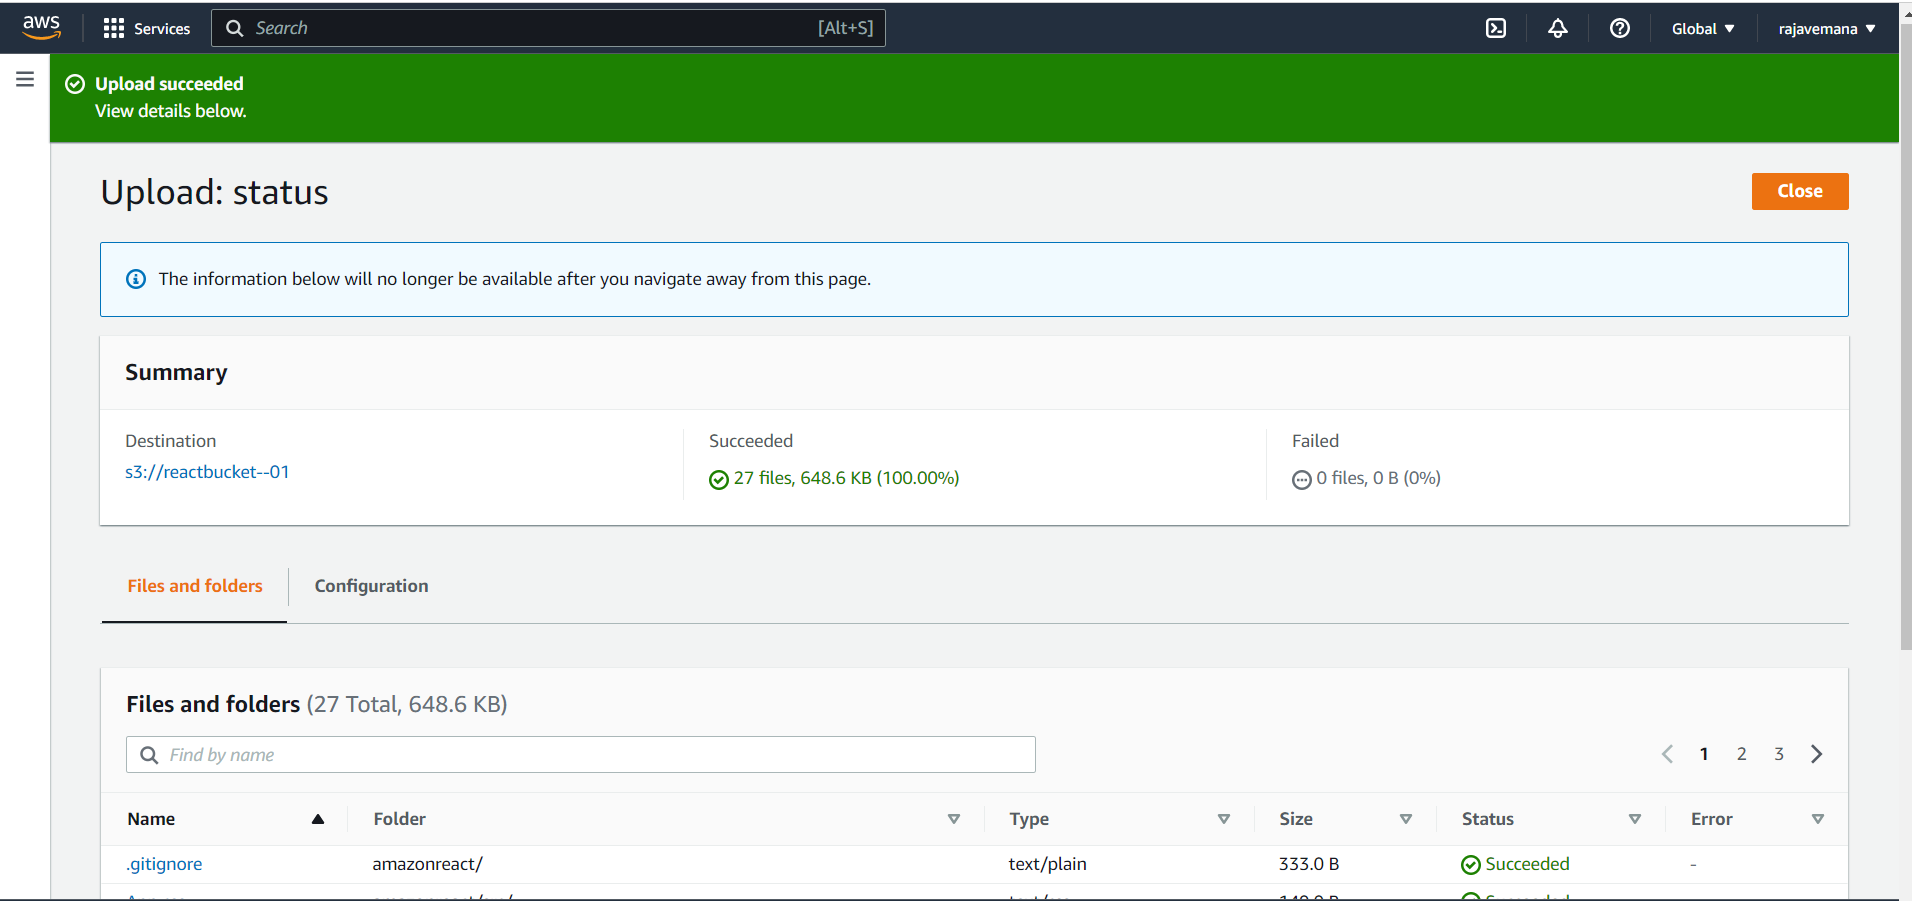 aws Services Search [Alt+S] Global rajavemana
Upload succeeded
View details below.
Upload: status Close
The information below will no longer be available after you navigate away from this page.
Summary
Destination Succeeded Failed
s3://reactbucket--01 27 files, 648.6 KB (100.00%) 0 files, 0 B (0%)
Files and folders Configuration
Files and folders (27 Total, 648.6 KB)
Find by name 1 2 3
Name Folder Type Size Status Error
.gitignore amazonreact/ text/plain 333.0 B Succeeded -